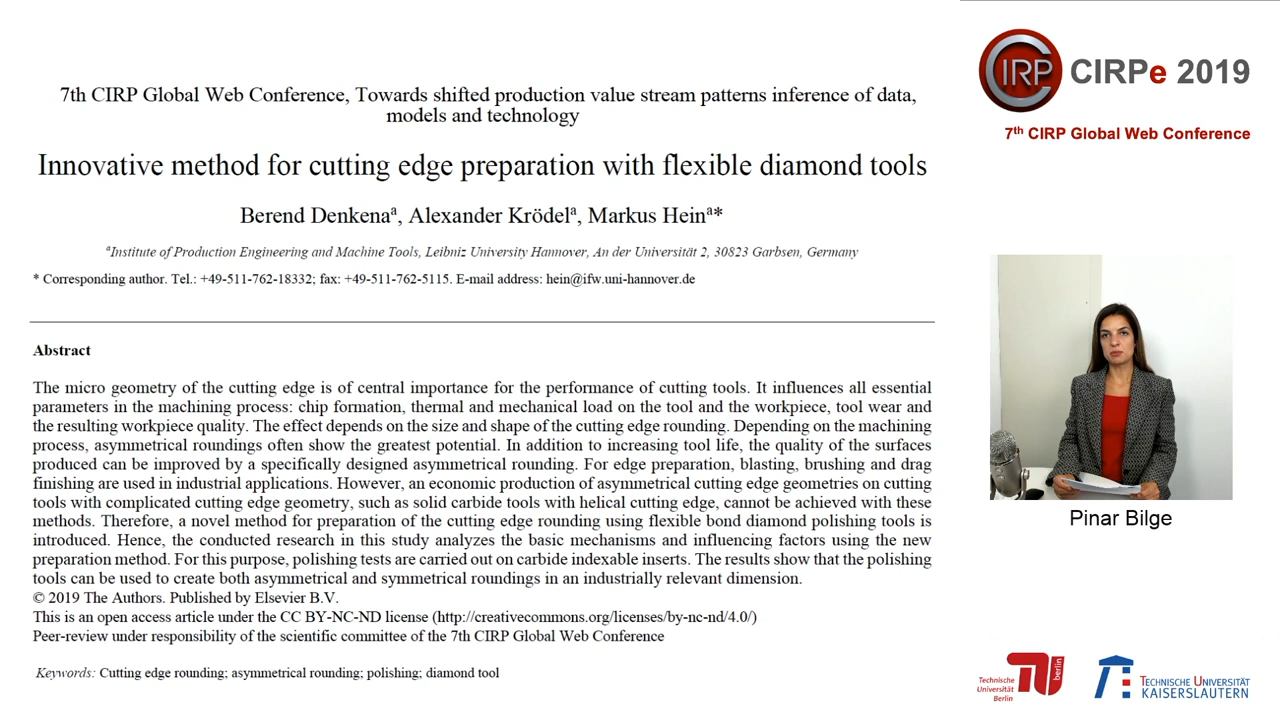 7th CIRP Global Web Conference, Towards shifted production value stream patterns inference of data,
models and technology
Innovative method for cutting edge preparation with flexible diamond tools
Berend Denkenaª, Alexander Krödelª, Markus Heinª*
ªInstitute of Production Engineering and Machine Tools, Leibniz University Hannover, An der Universität 2, 30823 Garbsen, Germany
* Corresponding author. Tel.: +49-511-762-18332; fax: +49-511-762-5115. E-mail address: hein@ifw.uni-hannover.de
Abstract
The micro geometry of the cutting edge is of central importance for the performance of cutting tools. It influences all essential
parameters in the machining process: chip formation, thermal and mechanical load on the tool and the workpiece, tool wear and
the resulting workpiece quality. The effect depends on the size and shape of the cutting edge rounding. Depending on the machining
process, asymmetrical roundings often show the greatest potential. In addition to increasing tool life, the quality of the surfaces
produced can be improved by a specifically designed asymmetrical rounding. For edge preparation, blasting, brushing and drag
finishing are used in industrial applications. However, an economic production of asymmetrical cutting edge geometries on cutting
tools with complicated cutting edge geometry, such as solid carbide tools with helical cutting edge, cannot be achieved with these
methods. Therefore, a novel method for preparation of the cutting edge rounding using flexible bond diamond polishing tools is
introduced. Hence, the conducted research in this study analyzes the basic mechanisms and influencing factors using the new
preparation method. For this purpose, polishing tests are carried out on carbide indexable inserts. The results show that the polishing
tools can be used to create both asymmetrical and symmetrical roundings in an industrially relevant dimension.
© 2019 The Authors. Published by Elsevier B.V.
This is an open access article under the CC BY-NC-ND license (http://creativecommons.org/licenses/by-nc-nd/4.0/)
Peer-review under responsibility of the scientific committee of the 7th CIRP Global Web Conference
Keywords: Cutting edge rounding; asymmetrical rounding; polishing; diamond tool
CIRP CIRPe 2019
7th CIRP Global Web Conference
Pinar Bilge
Technische
Universität
Berlin
berlin
TECHNISCHE UNIVERSITÄT
KAISERSLAUTERN